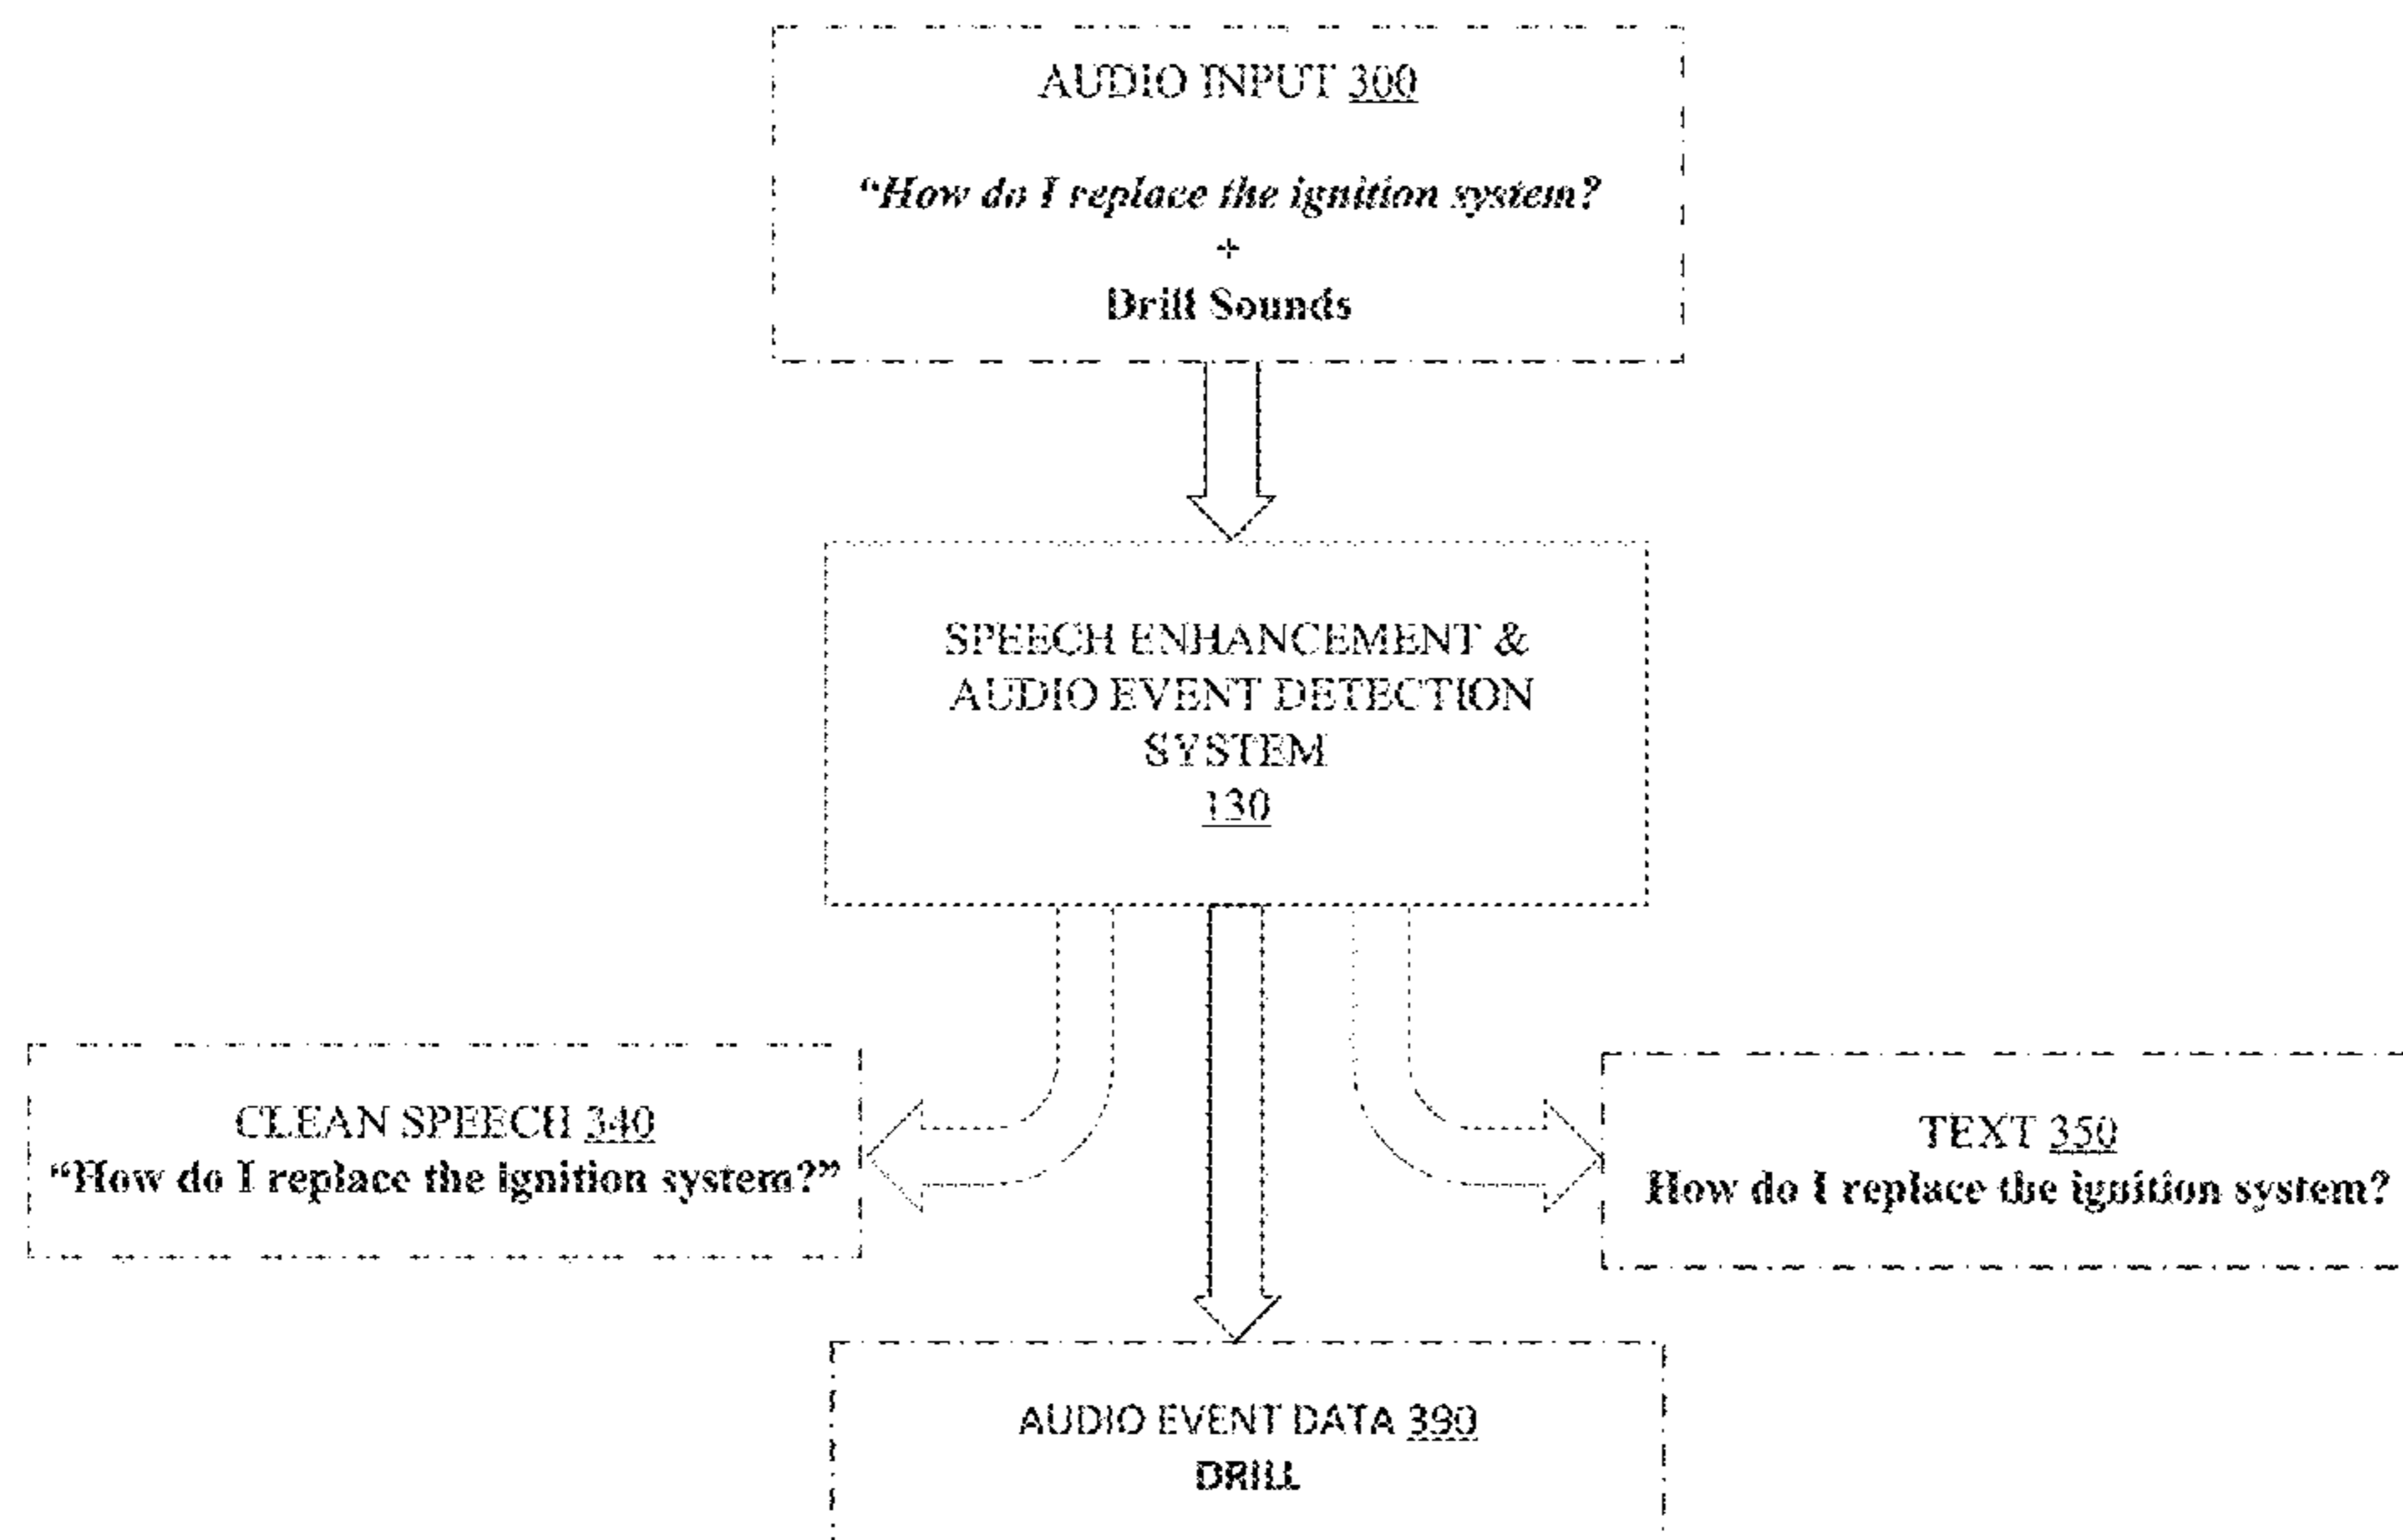 AUDIO INPUT 300
“How do I replace the ignition system?
+
Drill Sounds
SPEECH ENHANCEMENT &
AUDIO EVENT DETECTION
SYSTEM
130
CLEAN SPEECH 340
“How do I replace the ignition system?”
TEXT 350
How do I replace the ignition system?
AUDIO EVENT DATA 390
DRILL